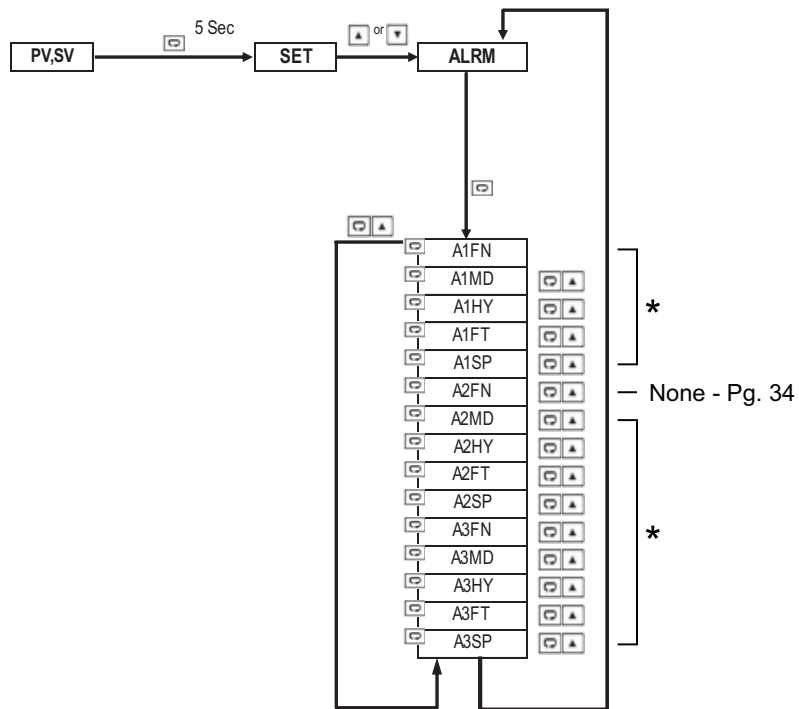 5 Sec
or
PV,SV
SET
ALRM
A1FN
A1MD
A1HY
A1FT
A1SP
A2FN
A2MD
A2HY
A2FT
A2SP
A3FN
A3MD
A3HY
A3FT
A3SP
*
None - Pg. 34
*